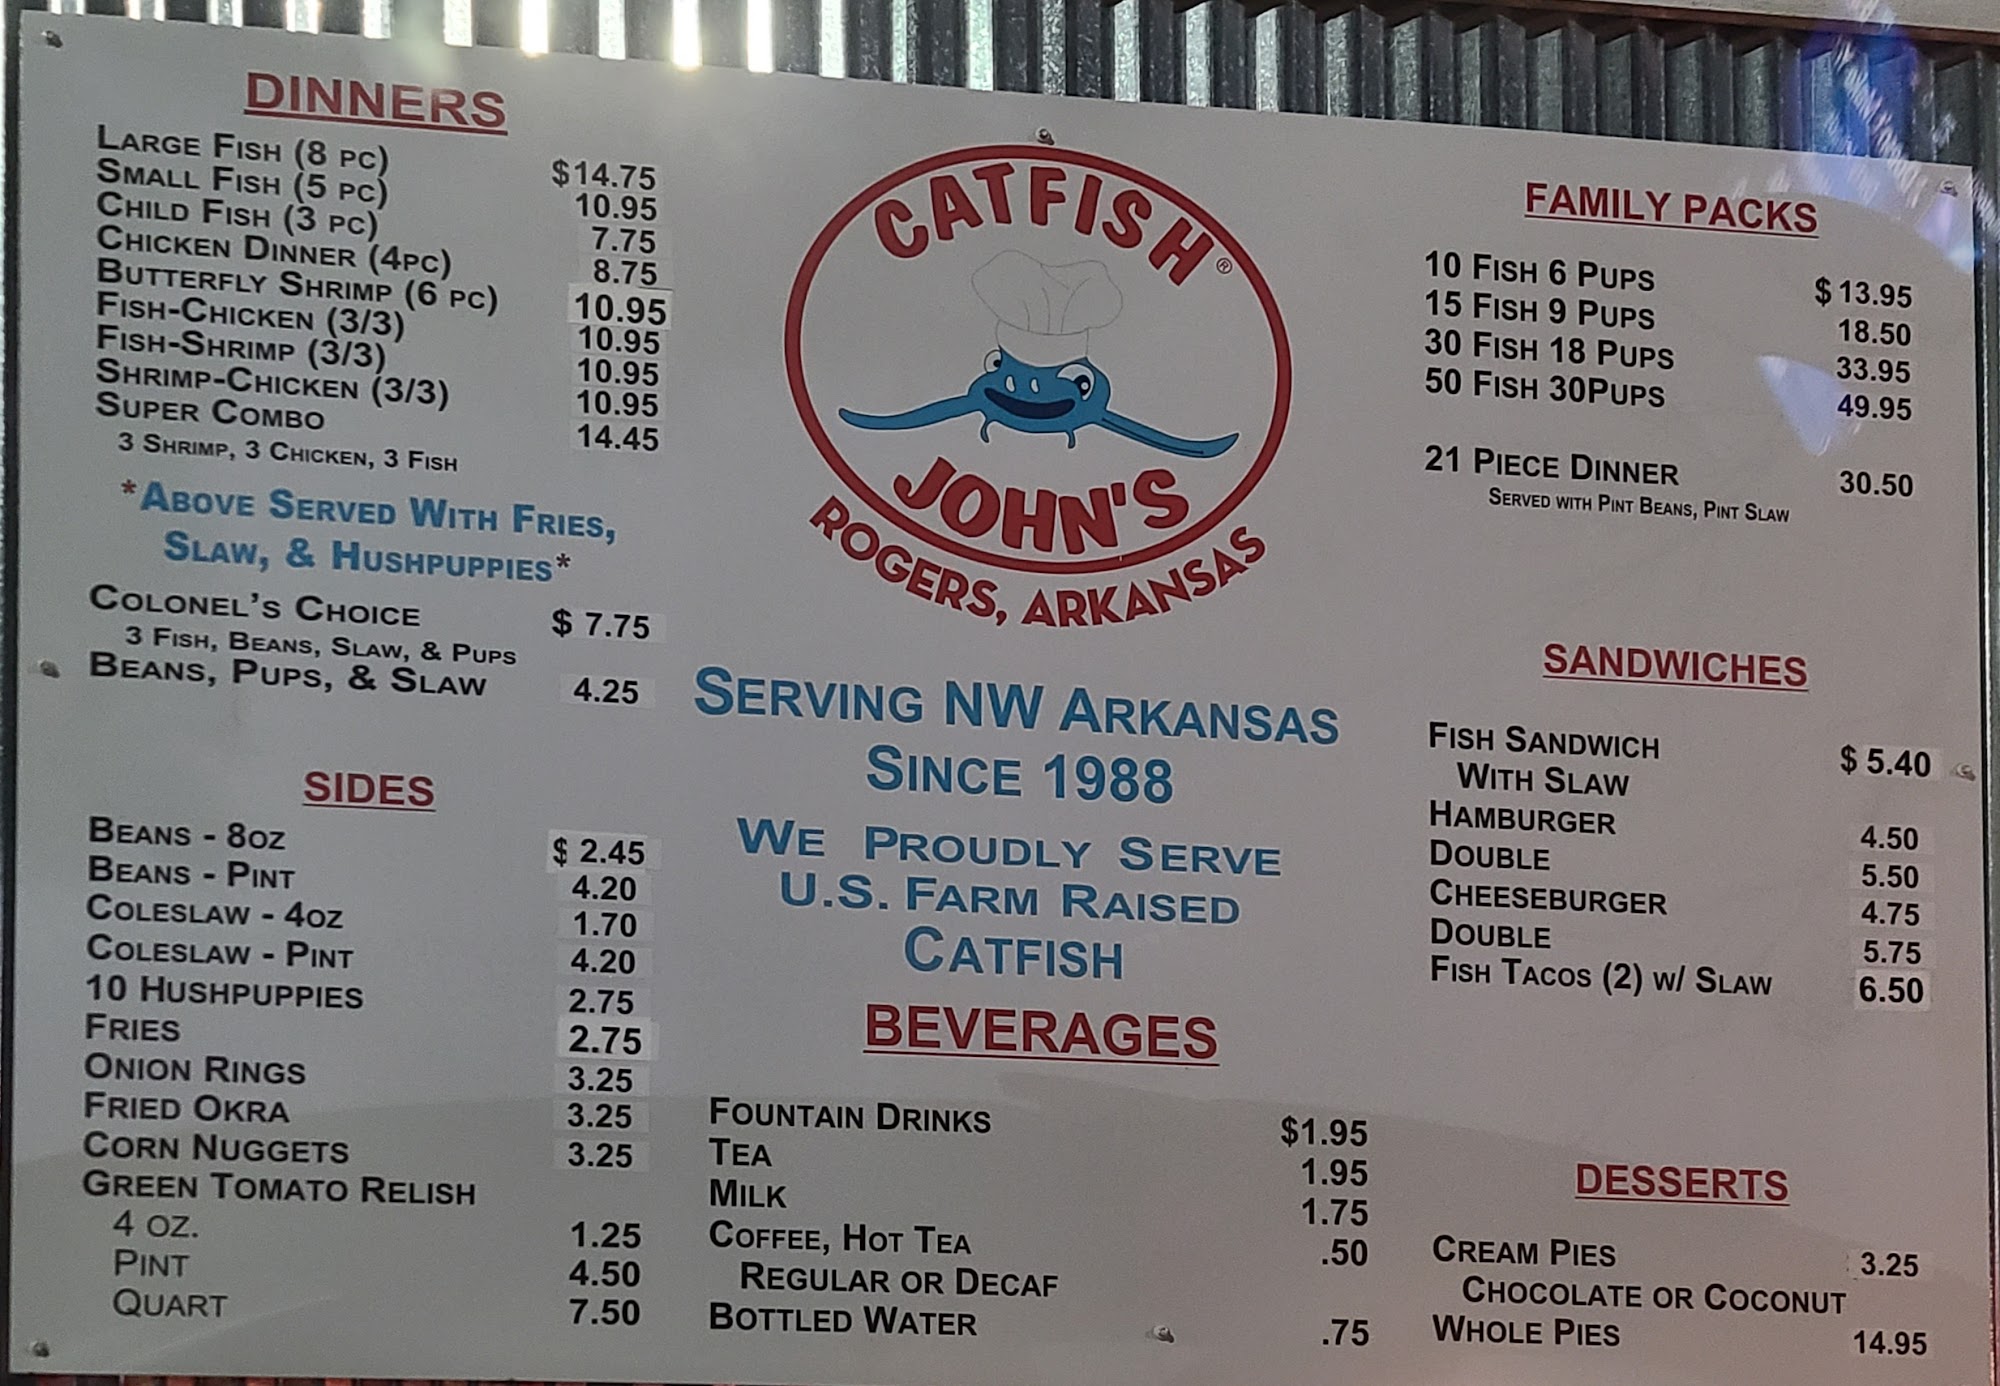 DINNERS
LARGE FISH (8 PC) $14.75
SMALL FISH (5 PC) 10.95
CHILD FISH (3 PC) 7.75
CHICKEN DINNER (4PC) 8.75
BUTTERFLY SHRIMP (6 PC) 10.95
FISH-CHICKEN (3/3) 10.95
FISH-SHRIMP (3/3) 10.95
SHRIMP-CHICKEN (3/3) 10.95
SUPER COMBO 14.45
3 SHRIMP, 3 CHICKEN, 3 FISH
*ABOVE SERVED WITH FRIES,
SLAW, & HUSHPUPPIES*
COLONEL'S CHOICE $ 7.75
3 FISH, BEANS, SLAW, & PUPS
BEANS, PUPS, & SLAW 4.25
SIDES
BEANS - 8OZ $ 2.45
BEANS - PINT 4.20
COLESLAW - 4OZ 1.70
COLESLAW - PINT 4.20
10 HUSHPUPPIES 2.75
FRIES 2.75
ONION RINGS 3.25
FRIED OKRA 3.25
CORN NUGGETS 3.25
GREEN TOMATO RELISH
4 OZ. 1.25
PINT 4.50
QUART 7.50
CATFISH®
JOHN'S
ROGERS, ARKANSAS
SERVING NW ARKANSAS
SINCE 1988
WE PROUDLY SERVE
U.S. FARM RAISED
CATFISH
BEVERAGES
FOUNTAIN DRINKS $1.95
TEA 1.95
MILK 1.75
COFFEE, HOT TEA .50
REGULAR OR DECAF
BOTTLED WATER .75
FAMILY PACKS
10 FISH 6 PUPS $13.95
15 FISH 9 PUPS 18.50
30 FISH 18 PUPS 33.95
50 FISH 30PUPS 49.95
21 PIECE DINNER 30.50
SERVED WITH PINT BEANS, PINT SLAW
SANDWICHES
FISH SANDWICH $ 5.40
WITH SLAW
HAMBURGER 4.50
DOUBLE 5.50
CHEESEBURGER 4.75
DOUBLE 5.75
FISH TACOS (2) W/ SLAW 6.50
DESSERTS
CREAM PIES 3.25
CHOCOLATE OR COCONUT
WHOLE PIES 14.95